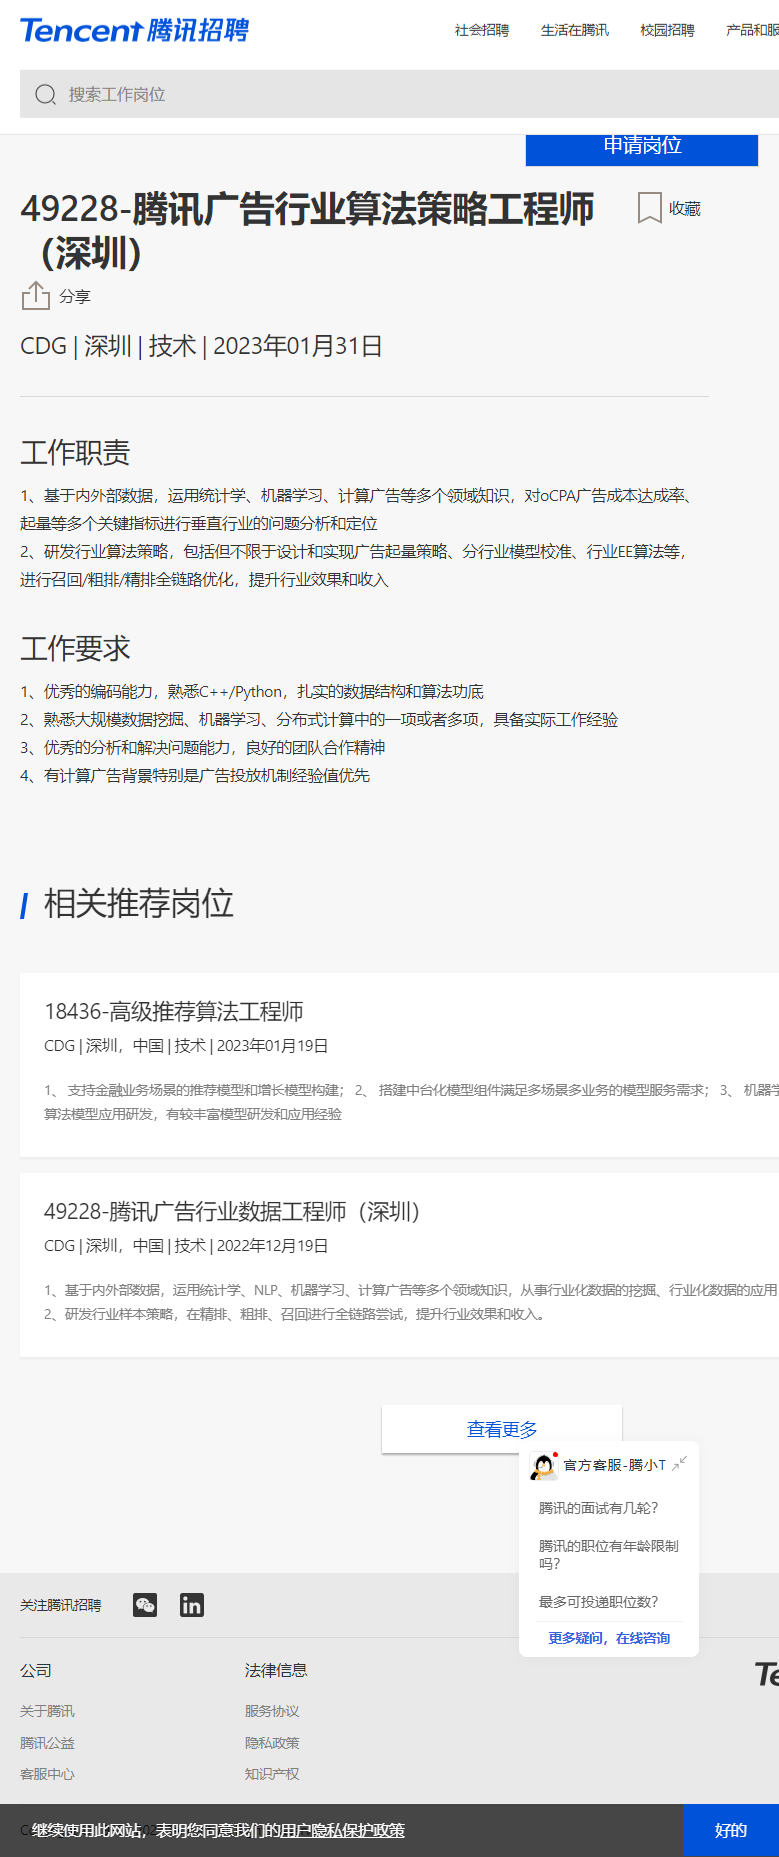 Tencent 腾讯招聘
社会招聘 生活在腾讯 校园招聘 产品和服
搜索工作岗位
申请岗位
49228-腾讯广告行业算法策略工程师
（深圳）
收藏
分享
CDG | 深圳 | 技术 | 2023年01月31日
工作职责
1、基于内外部数据，运用统计学、机器学习、计算广告等多个领域知识，对oCPA广告成本达成率、
起量等多个关键指标进行垂直行业的问题分析和定位
2、研发行业算法策略，包括但不限于设计和实现广告起量策略、分行业模型校准、行业EE算法等，
进行召回/粗排/精排全链路优化，提升行业效果和收入
工作要求
1、优秀的编码能力，熟悉C++/Python，扎实的数据结构和算法功底
2、熟悉大规模数据挖掘、机器学习、分布式计算中的一项或者多项，具备实际工作经验
3、优秀的分析和解决问题能力，良好的团队合作精神
4、有计算广告背景特别是广告投放机制经验值优先
相关推荐岗位
18436-高级推荐算法工程师
CDG | 深圳，中国 | 技术 | 2023年01月19日
1、 支持金融业务场景的推荐模型和增长模型构建； 2、 搭建中台化模型组件满足多场景多业务的模型服务需求； 3、 机器学
算法模型应用研发，有较丰富模型研发和应用经验
49228-腾讯广告行业数据工程师（深圳）
CDG | 深圳，中国 | 技术 | 2022年12月19日
1、基于内外部数据，运用统计学、NLP、机器学习、计算广告等多个领域知识，从事行业化数据的挖掘、行业化数据的应用
2、研发行业样本策略，在精排、粗排、召回进行全链路尝试，提升行业效果和收入。
查看更多
官方客服-腾小T
腾讯的面试有几轮？
腾讯的职位有年龄限制
吗？
最多可投递职位数？
更多疑问，在线咨询
关注腾讯招聘
公司 法律信息
Te
关于腾讯 服务协议
腾讯公益 隐私政策
客服中心 知识产权
继续使用此网站，表明您同意我们的用户隐私保护政策
好的